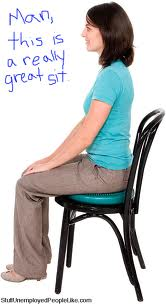 Man,
this is
a really
great sit.
StuffUnemployedPeopleLike.com